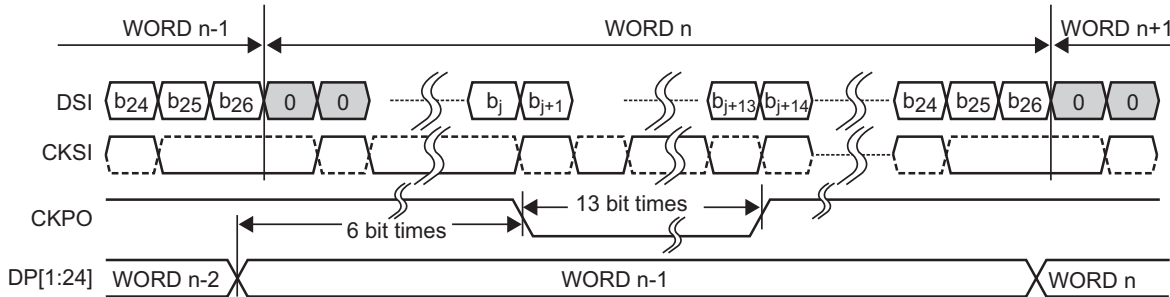 WORD n-1 WORD n WORD n+1
DSI b24 b25 b26 0 0 bj bj+1 bj+13 bj+14 b24 b25 b26 0 0
CKSI
CKPO 6 bit times 13 bit times
DP[1:24] WORD n-2 WORD n-1 WORD n